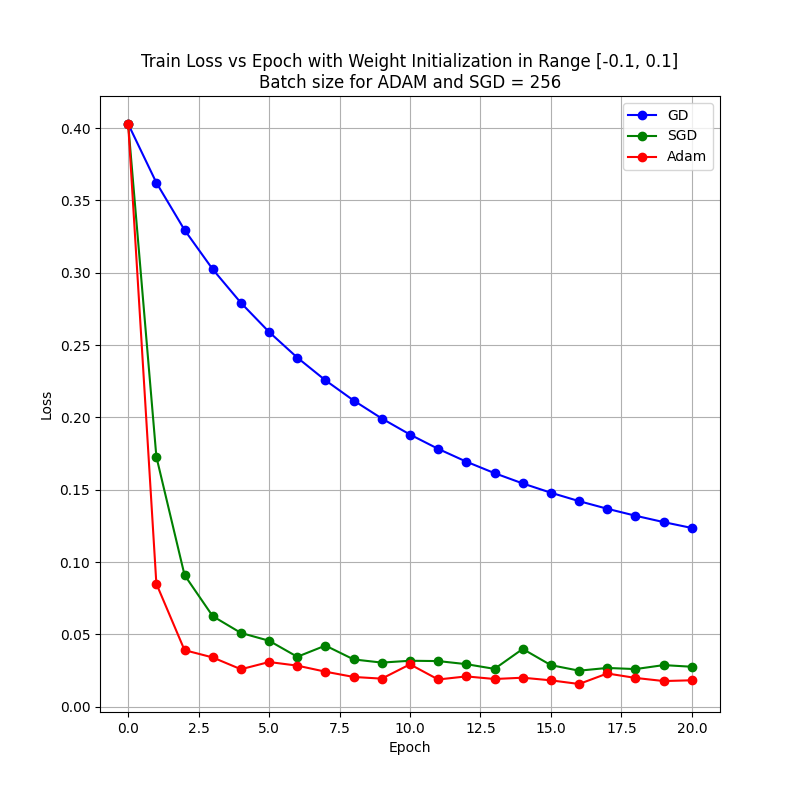 Train Loss vs Epoch with Weight Initialization in Range [-0.1, 0.1]
Batch size for ADAM and SGD = 256
GD
SGD
Adam
Loss
0.40
0.35
0.30
0.25
0.20
0.15
0.10
0.05
0.00
0.0 2.5 5.0 7.5 10.0 12.5 15.0 17.5 20.0
Epoch